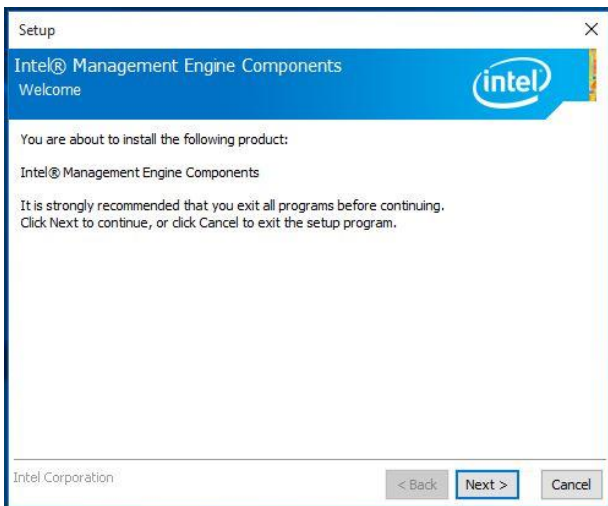 Setup
Intel® Management Engine Components
Welcome
intel
You are about to install the following product:
Intel® Management Engine Components
It is strongly recommended that you exit all programs before continuing.
Click Next to continue, or click Cancel to exit the setup program.
Intel Corporation
< Back Next > Cancel